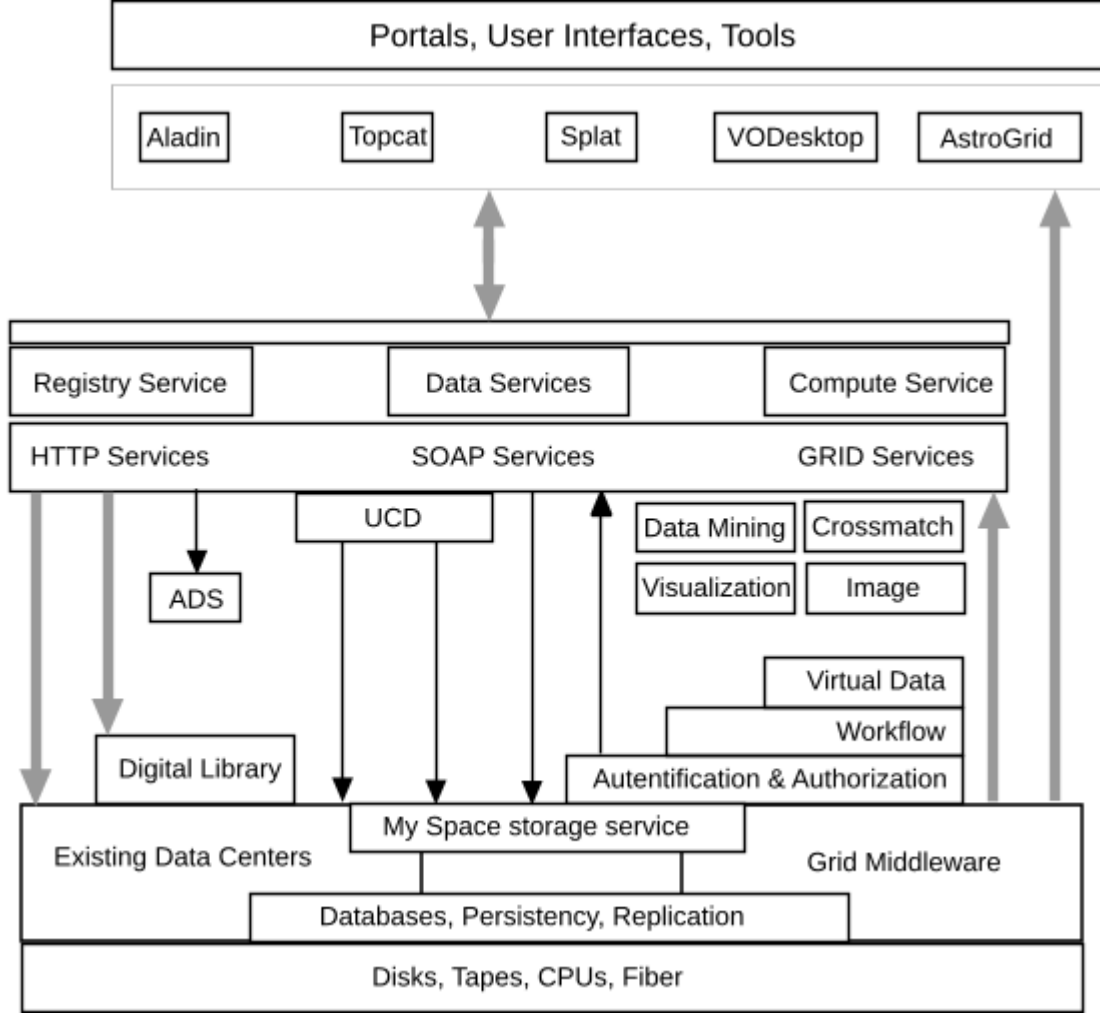 Portals, User Interfaces, Tools
Aladin
Topcat
Splat
VODesktop
AstroGrid
Registry Service
Data Services
Compute Service
HTTP Services
SOAP Services
GRID Services
UCD
Data Mining
Crossmatch
ADS
Visualization
Image
Virtual Data
Workflow
Digital Library
Autentification & Authorization
My Space storage service
Existing Data Centers
Grid Middleware
Databases, Persistency, Replication
Disks, Tapes, CPUs, Fiber